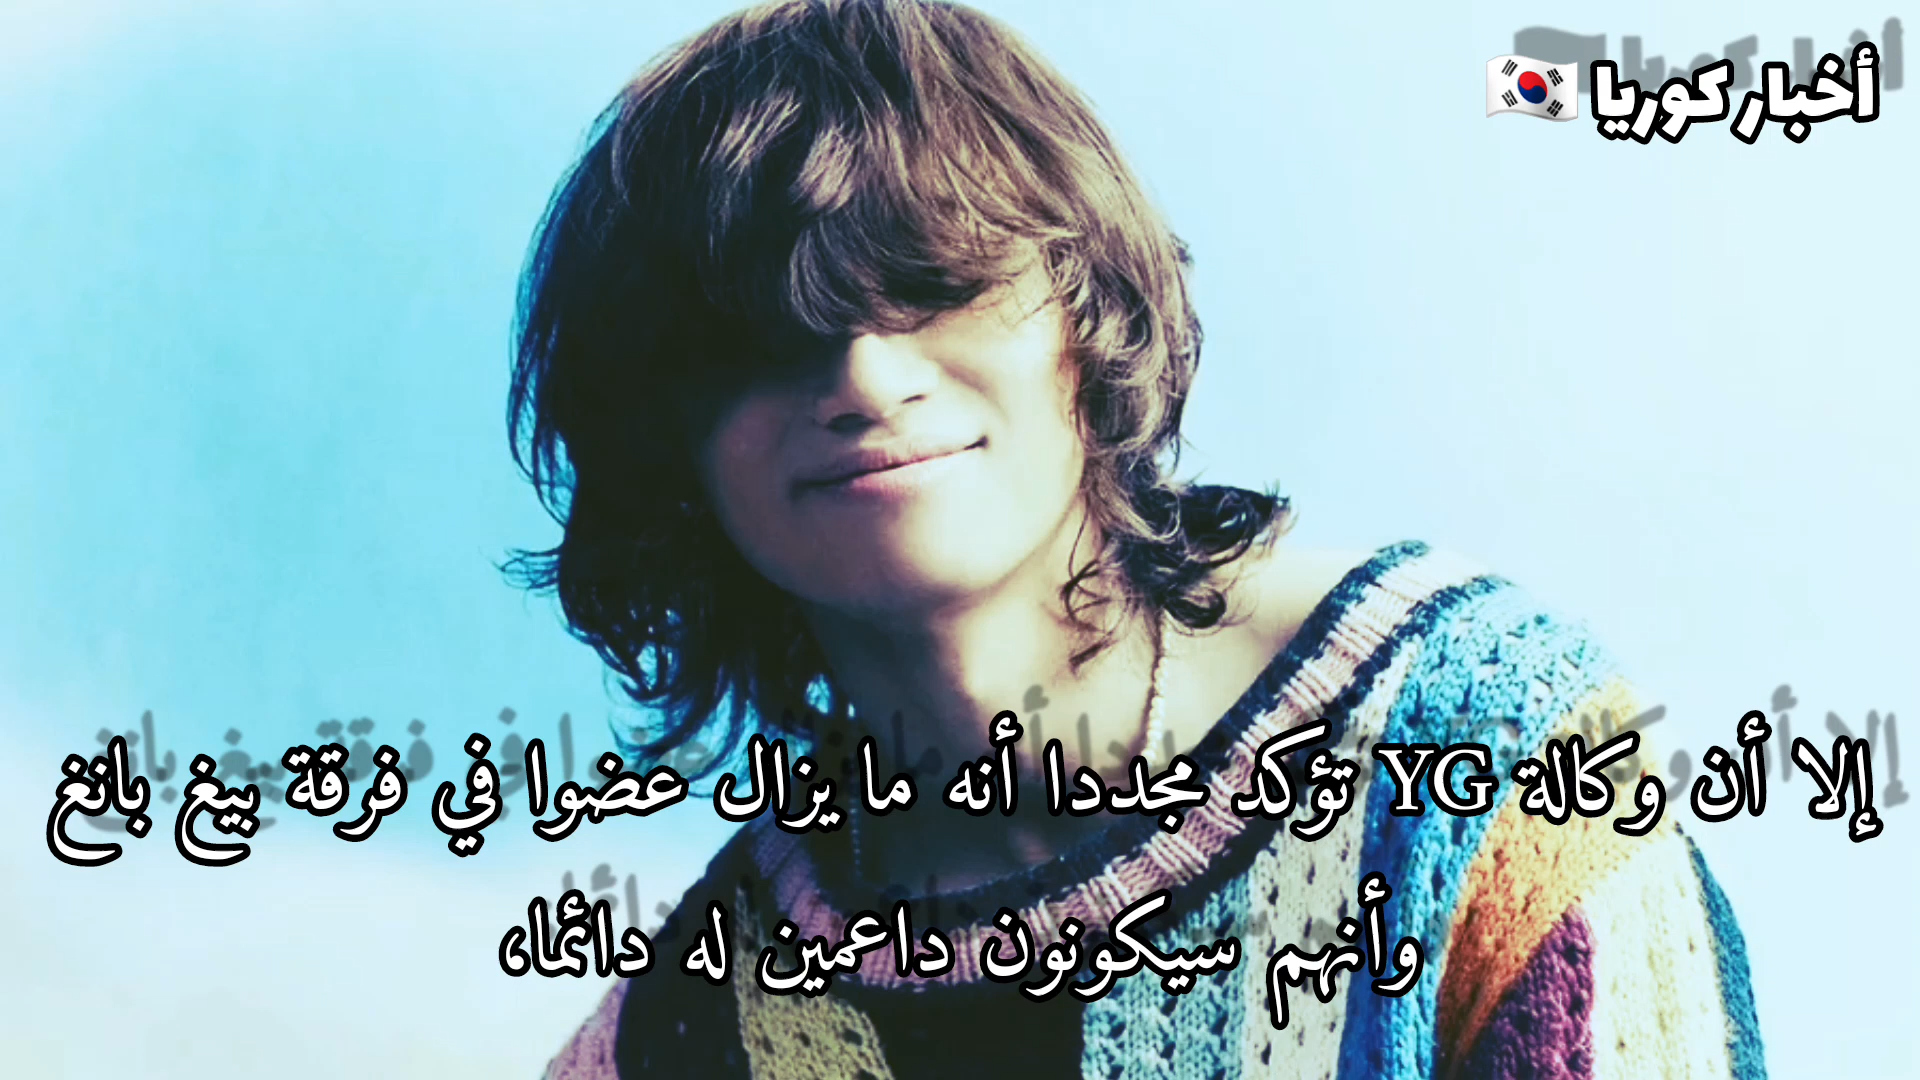 أخبار كوريا 🇰🇷
إلا أن وكالة YG تؤكد مجددا أنه ما يزال عضوا في فرقة بيغ بانغ
وأنهم سيكونون داعمين له دائما،